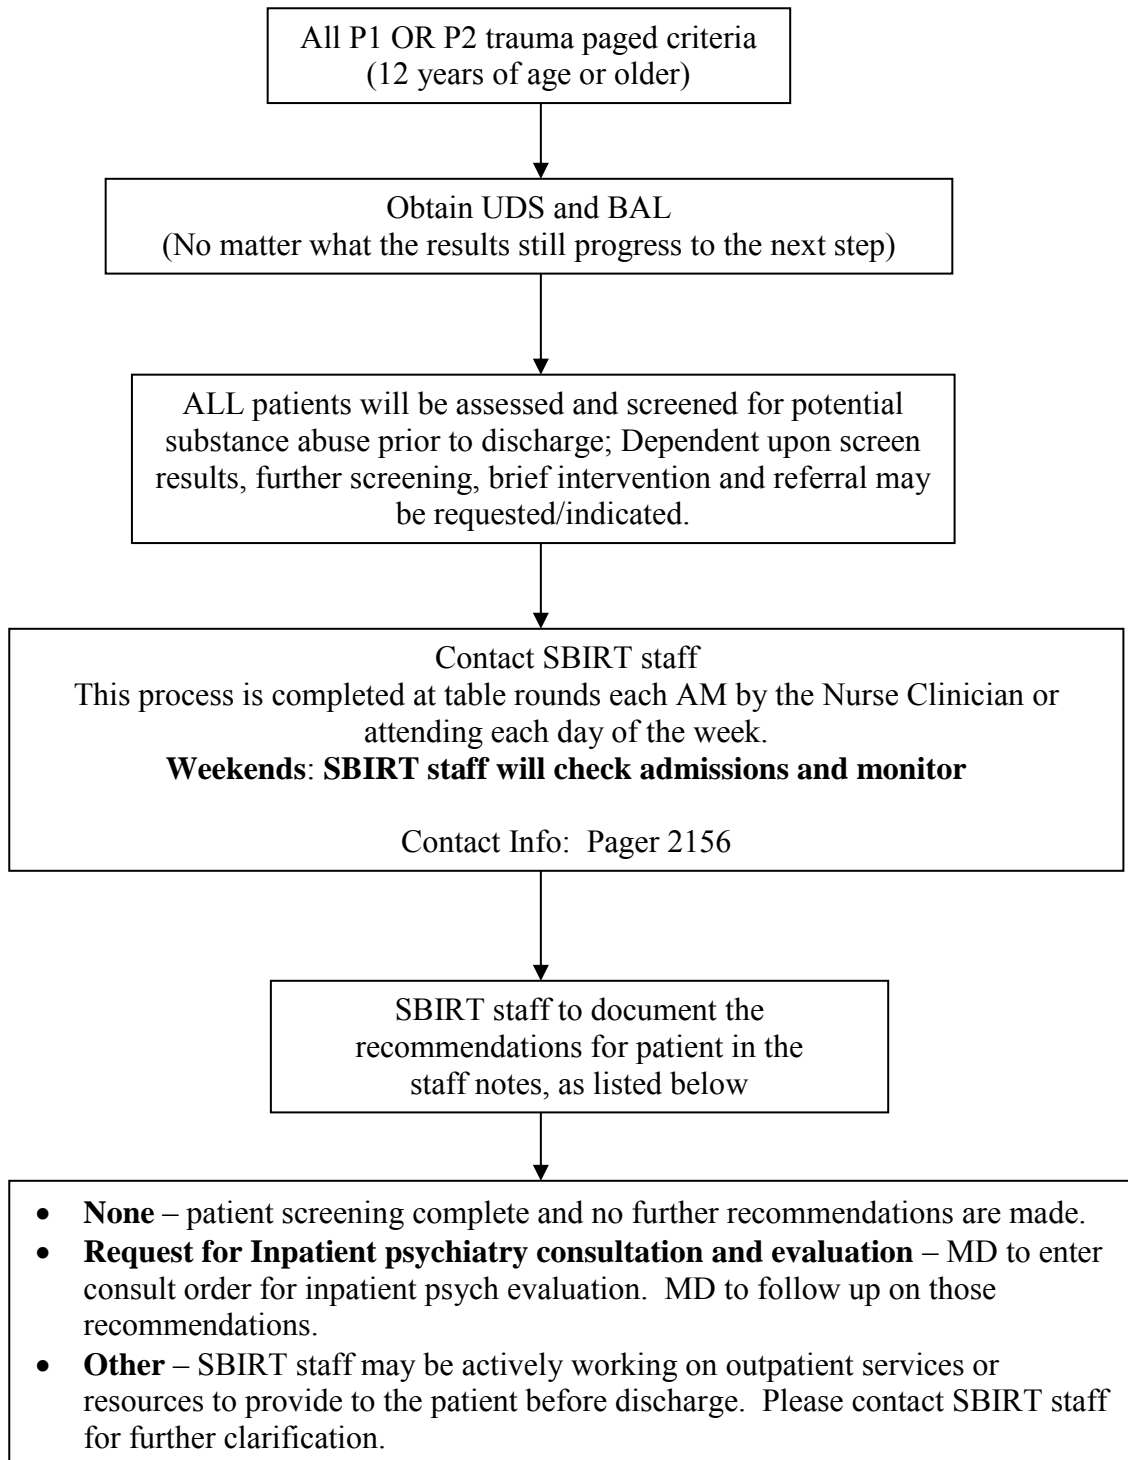 All P1 OR P2 trauma paged criteria
(12 years of age or older)
Obtain UDS and BAL
(No matter what the results still progress to the next step)
ALL patients will be assessed and screened for potential
substance abuse prior to discharge; Dependent upon screen
results, further screening, brief intervention and referral may
be requested/indicated.
Contact SBIRT staff
This process is completed at table rounds each AM by the Nurse Clinician or
attending each day of the week.
Weekends: SBIRT staff will check admissions and monitor
Contact Info:  Pager 2156
SBIRT staff to document the
recommendations for patient in the
staff notes, as listed below
• None – patient screening complete and no further recommendations are made.
• Request for Inpatient psychiatry consultation and evaluation – MD to enter
consult order for inpatient psych evaluation.  MD to follow up on those
recommendations.
• Other – SBIRT staff may be actively working on outpatient services or
resources to provide to the patient before discharge.  Please contact SBIRT staff
for further clarification.